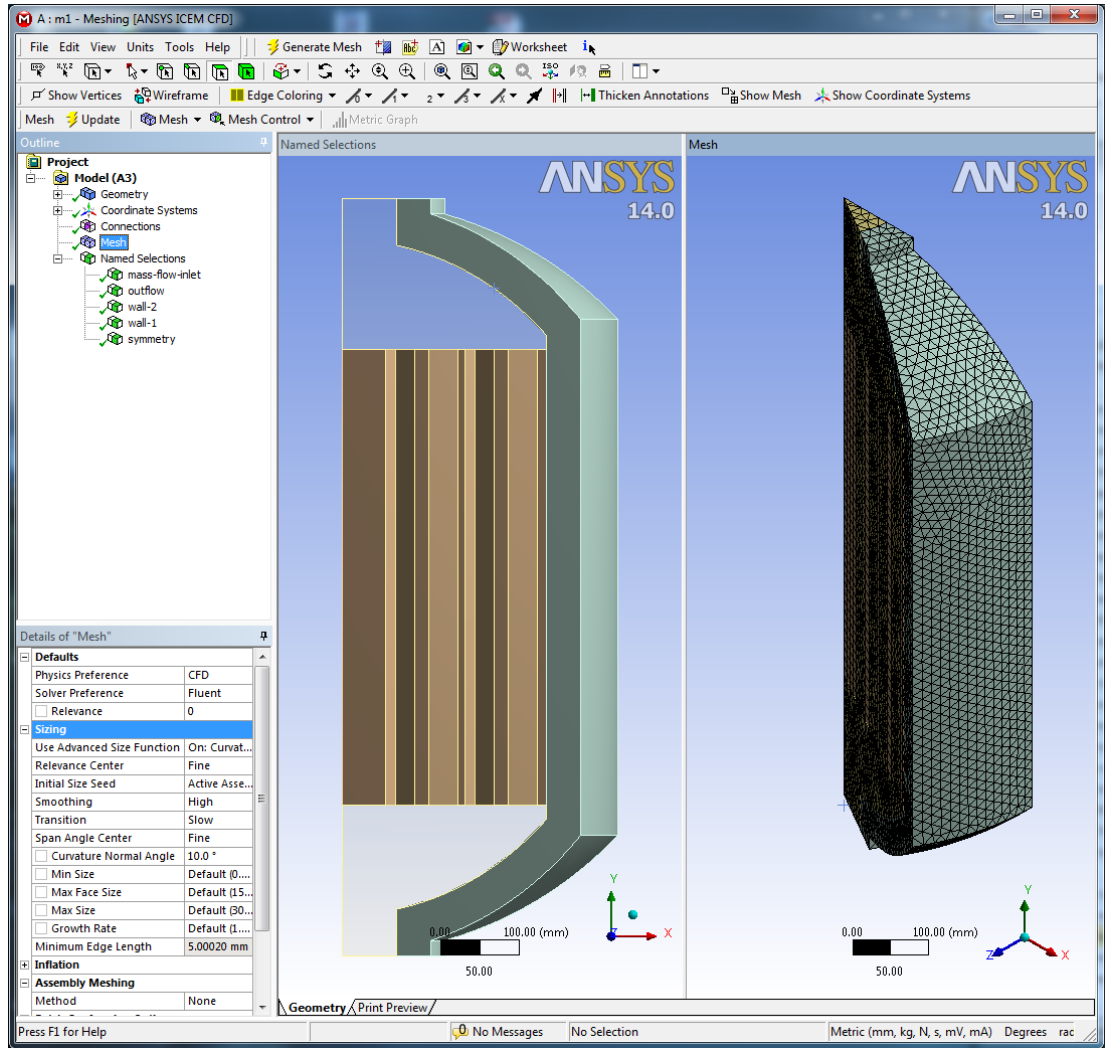 A : m1 - Meshing [ANSYS ICEM CFD]
File Edit View Units Tools Help Generate Mesh Worksheet
Show Vertices Wireframe Edge Coloring Thicken Annotations Show Mesh Show Coordinate Systems
Mesh Update Mesh Mesh Control Metric Graph
Outline
Project
Model (A3)
Geometry
Coordinate Systems
Connections
Mesh
Named Selections
mass-flow-inlet
outflow
wall-2
wall-1
symmetry
Details of "Mesh"
Defaults
Physics Preference CFD
Solver Preference Fluent
Relevance 0
Sizing
Use Advanced Size Function On: Curvat...
Relevance Center Fine
Initial Size Seed Active Asse...
Smoothing High
Transition Slow
Span Angle Center Fine
Curvature Normal Angle 10.0 °
Min Size Default (0....
Max Face Size Default (15...
Max Size Default (30...
Growth Rate Default (1....
Minimum Edge Length 5.00020 mm
Inflation
Assembly Meshing
Method None
Named Selections
ANSYS
14.0
Y
X
0.00 100.00 (mm)
50.00
Mesh
ANSYS
14.0
Y
Z X
0.00 100.00 (mm)
50.00
Geometry Print Preview
Press F1 for Help No Messages No Selection Metric (mm, kg, N, s, mV, mA) Degrees rac